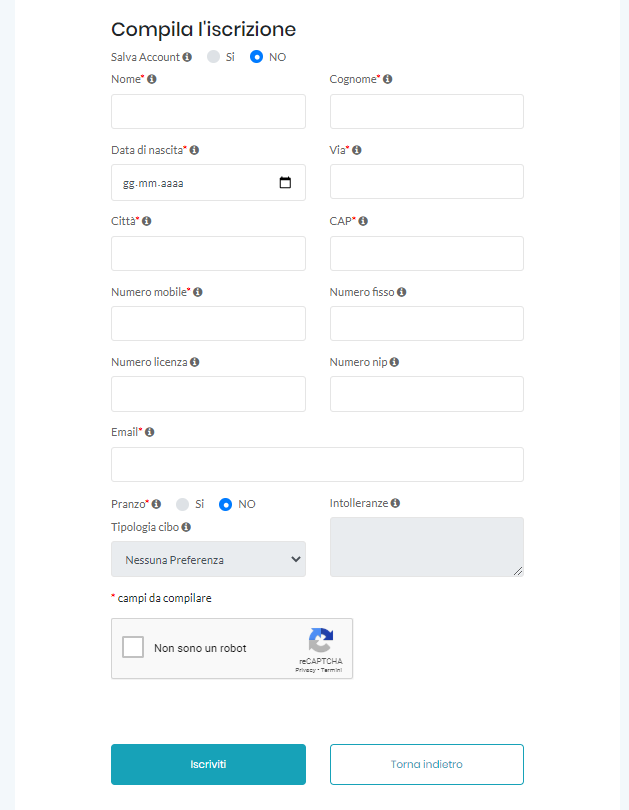 Compila l'iscrizione
Salva Account Si NO
Nome* Cognome*
Data di nascita* Via*
gg.mm.aaaa
Città* CAP*
Numero mobile* Numero fisso
Numero licenza Numero nip
Email*
Pranzo* Si NO Intolleranze
Tipologia cibo
Nessuna Preferenza
* campi da compilare
Non sono un robot
reCAPTCHA
Privacy • Termini
Iscriviti Torna indietro